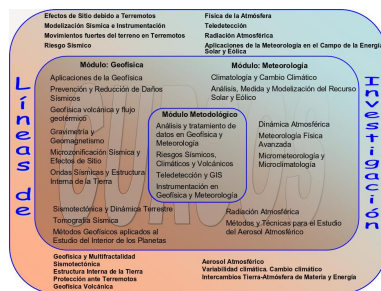 Efectos de Sitio debido a Terremotos
Modelización Sísmica e Instrumentación
Movimientos fuertes del terreno en Terremotos
Riesgo Sísmico
Física de la Atmósfera
Teledetección
Radiación Atmosférica
Aplicaciones de la Meteorología en el Campo de la Energía
Solar y Eólica
Líneas de
Módulo: Geofísica
Aplicaciones de la Geofísica
Prevención y Reducción de Daños
Sísmicos
Geofísica volcánica y flujo
geotérmico
Gravimetría y
Geomagnetismo
Microzonificación Sísmica y
Efectos de Sitio
Ondas Sísmicas y Estructura
Interna de la Tierra
Sismotectónica y Dinámica Terrestre
Tomografía Sísmica
Métodos Geofísicos aplicados al
Estudio del Interior de los Planetas
CURSOS
Módulo Metodológico
Análisis y tratamiento de
datos en Geofísica y
Meteorología
Riesgos Sísmicos,
Climáticos y Volcánicos
Teledetección y GIS
Instrumentación en
Geofísica y Meteorología
Módulo: Meteorología
Climatología y Cambio Climático
Análisis, Medida y Modelización del Recurso
Solar y Eólico
Dinámica Atmosférica
Meteorología Física
Avanzada
Micrometeorología y
Microclimatología
Radiación Atmosférica
Métodos y Técnicas para el Estudio
del Aerosol Atmosférico
Investigación
Geofísica y Multifractalidad
Sismotectónica
Estructura Interna de la Tierra
Protección ante Terremotos
Geofísica Volcánica
Aerosol Atmosférico
Variabilidad climática. Cambio climático
Intercambios Tierra-Atmósfera de Materia y Energía